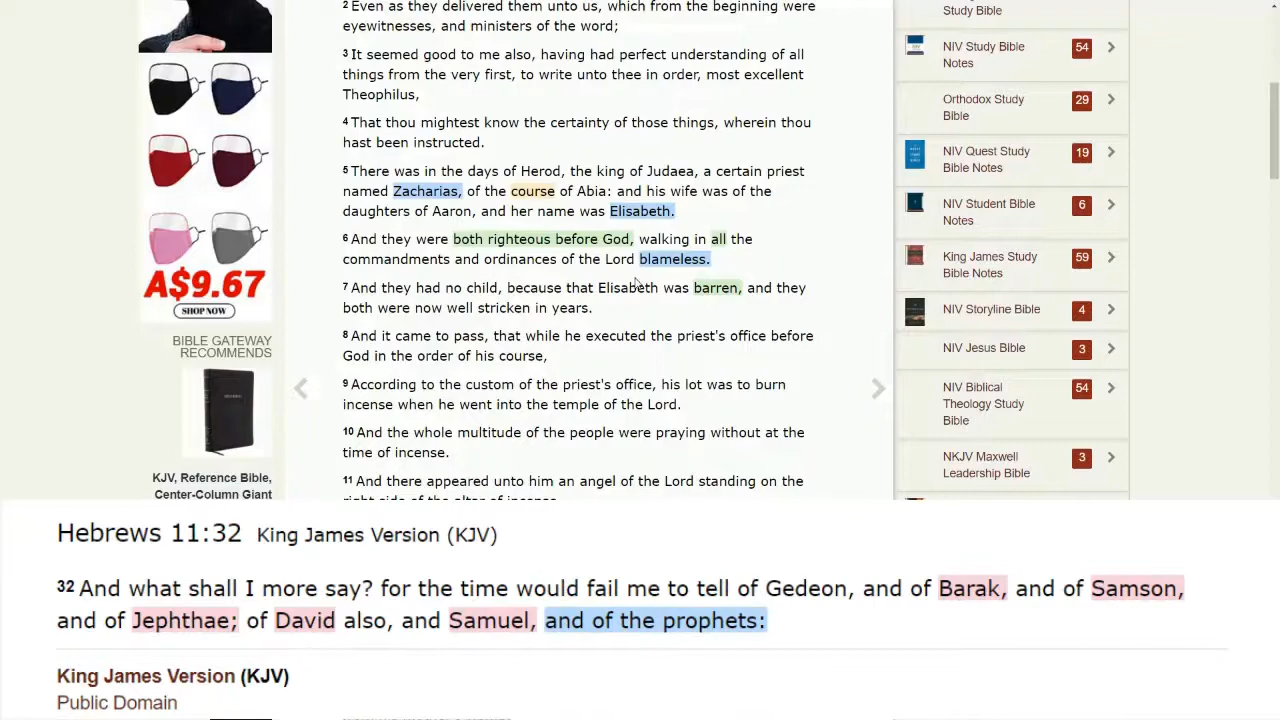 A$9.67
SHOP NOW
BIBLE GATEWAY
RECOMMENDS
KJV, Reference Bible,
Center-Column Giant
2 Even as they delivered them unto us, which from the beginning were
eyewitnesses, and ministers of the word;
3 It seemed good to me also, having had perfect understanding of all
things from the very first, to write unto thee in order, most excellent
Theophilus,
4 That thou mightest know the certainty of those things, wherein thou
hast been instructed.
5 There was in the days of Herod, the king of Judaea, a certain priest
named Zacharias, of the course of Abia: and his wife was of the
daughters of Aaron, and her name was Elisabeth.
6 And they were both righteous before God, walking in all the
commandments and ordinances of the Lord blameless.
7 And they had no child, because that Elisabeth was barren, and they
both were now well stricken in years.
8 And it came to pass, that while he executed the priest's office before
God in the order of his course,
9 According to the custom of the priest's office, his lot was to burn
incense when he went into the temple of the Lord.
10 And the whole multitude of the people were praying without at the
time of incense.
11 And there appeared unto him an angel of the Lord standing on the
right side of the altar of incense.
Study Bible
NIV Study Bible
Notes
54
Orthodox Study
Bible
29
NIV Quest Study
Bible Notes
19
NIV Student Bible
Notes
6
King James Study
Bible Notes
59
NIV Storyline Bible
4
NIV Jesus Bible
3
NIV Biblical
Theology Study
Bible
54
NKJV Maxwell
Leadership Bible
3
Hebrews 11:32 King James Version (KJV)
32 And what shall I more say? for the time would fail me to tell of Gedeon, and of Barak, and of Samson,
and of Jephthae; of David also, and Samuel, and of the prophets:
King James Version (KJV)
Public Domain